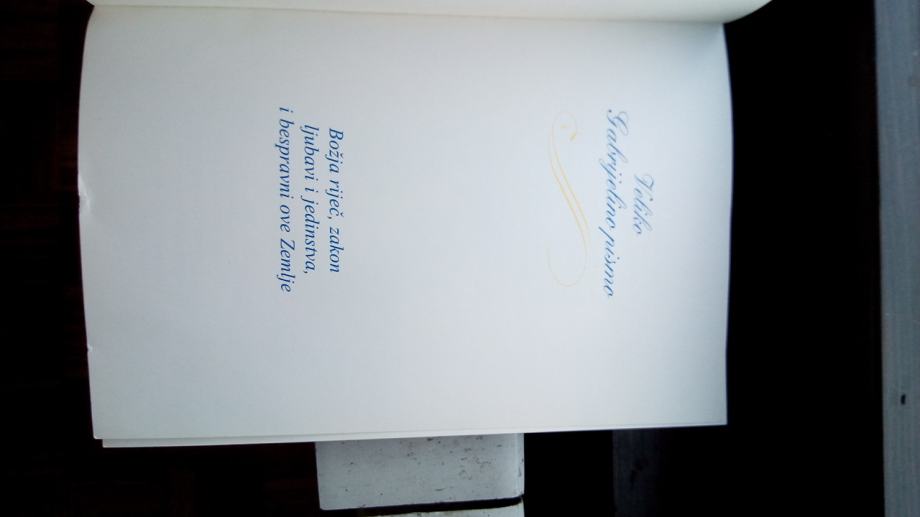 Veliko
Gabrijelino pismo
Božja riječ, zakon
ljubavi i jedinstva,
i bespravni ove Zemlje